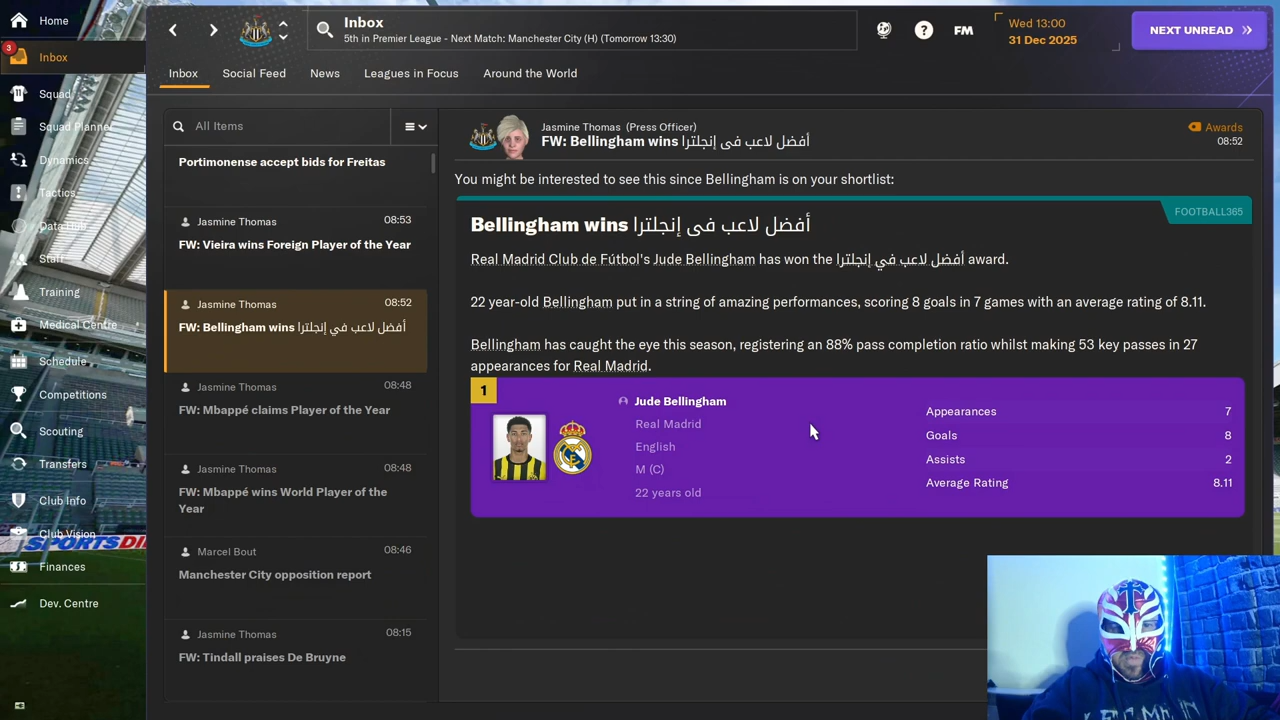 Home
3
Inbox
Squad
Squad Planner
Dynamics
Tactics
Data Hub
Staff
Training
Medical Centre
Schedule
Competitions
Scouting
Transfers
Club Info
Club Vision
Finances
Dev. Centre
SPORTS DI
Inbox
5th in Premier League - Next Match: Manchester City (H) (Tomorrow 13:30)
?
FM
Wed 13:00
31 Dec 2025
NEXT UNREAD
Inbox
Social Feed
News
Leagues in Focus
Around the World
All Items
Portimonense accept bids for Freitas
Jasmine Thomas 08:53
FW: Vieira wins Foreign Player of the Year
Jasmine Thomas 08:52
FW: Bellingham wins أفضل لاعب في إنجلترا
Jasmine Thomas 08:48
FW: Mbappé claims Player of the Year
Jasmine Thomas 08:48
FW: Mbappé wins World Player of the
Year
Marcel Bout 08:46
Manchester City opposition report
Jasmine Thomas 08:15
FW: Tindall praises De Bruyne
Jasmine Thomas (Press Officer)
FW: Bellingham wins أفضل لاعب فى إنجلترا
Awards
08:52
You might be interested to see this since Bellingham is on your shortlist:
FOOTBALL365
Bellingham wins أفضل لاعب فى إنجلترا
Real Madrid Club de Fútbol's Jude Bellingham has won the أفضل لاعب في إنجلترا award.
22 year-old Bellingham put in a string of amazing performances, scoring 8 goals in 7 games with an average rating of 8.11.
Bellingham has caught the eye this season, registering an 88% pass completion ratio whilst making 53 key passes in 27
appearances for Real Madrid.
1
Jude Bellingham
Real Madrid
English
M (C)
22 years old
Appearances 7
Goals 8
Assists 2
Average Rating 8.11